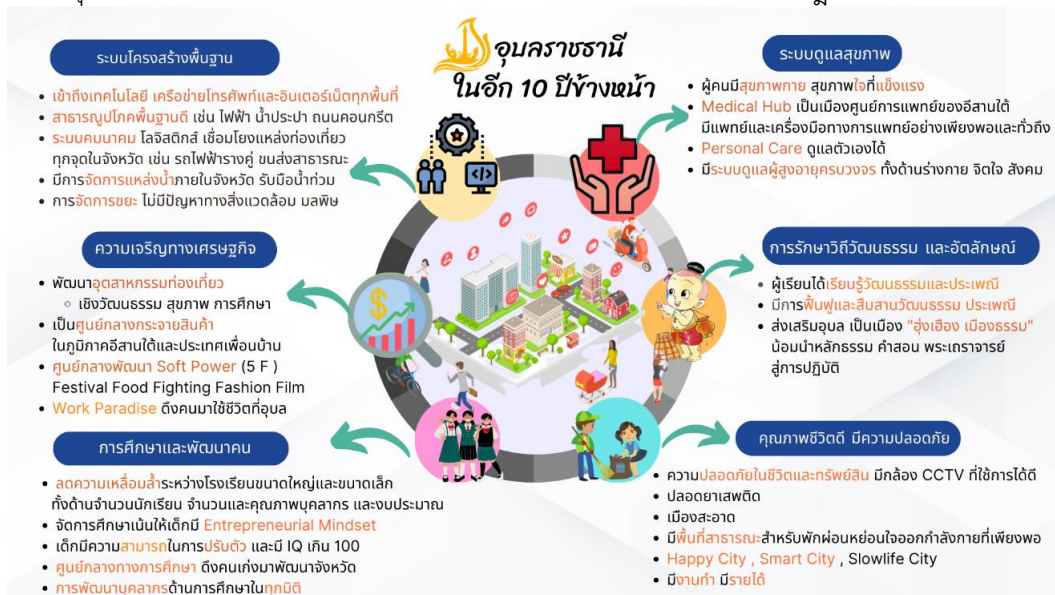 อุบลราชธานี
ในอีก 10 ปีข้างหน้า
ระบบโครงสร้างพื้นฐาน
• เข้าถึงเทคโนโลยี เครือข่ายโทรศัพท์และอินเตอร์เน็ตทุกพื้นที่
• สาธารณูปโภคพื้นฐานดี เช่น ไฟฟ้า น้ำประปา ถนนคอนกรีต
• ระบบคมนาคม โลจิสติกส์ เชื่อมโยงแหล่งท่องเที่ยว
ทุกจุดในจังหวัด เช่น รถไฟฟ้ารางคู่ ขนส่งสาธารณะ
• มีการจัดการแหล่งน้ำภายในจังหวัด รับมือน้ำท่วม
• การจัดการขยะ ไม่มีปัญหาทางสิ่งแวดล้อม มลพิษ
ความเจริญทางเศรษฐกิจ
• พัฒนาอุตสาหกรรมท่องเที่ยว
○ เชิงวัฒนธรรม สุขภาพ การศึกษา
• เป็นศูนย์กลางกระจายสินค้า
ในภูมิภาคอีสานใต้และประเทศเพื่อนบ้าน
• ศูนย์กลางพัฒนา Soft Power (5 F )
Festival Food Fighting Fashion Film
• Work Paradise ดึงคนมาใช้ชีวิตที่อุบล
การศึกษาและพัฒนาคน
• ลดความเหลื่อมล้ำระหว่างโรงเรียนขนาดใหญ่และขนาดเล็ก
ทั้งด้านจำนวนนักเรียน จำนวนและคุณภาพบุคลากร และงบประมาณ
• จัดการศึกษาเน้นให้เด็กมี Entrepreneurial Mindset
• เด็กมีความสามารถในการปรับตัว และมี IQ เกิน 100
• ศูนย์กลางทางการศึกษา ดึงคนเก่งมาพัฒนาจังหวัด
• การพัฒนาบุคลากรด้านการศึกษาในทุกมิติ
ระบบดูแลสุขภาพ
• ผู้คนมีสุขภาพกาย สุขภาพใจที่แข็งแรง
• Medical Hub เป็นเมืองศูนย์การแพทย์ของอีสานใต้
มีแพทย์และเครื่องมือทางการแพทย์อย่างเพียงพอและทั่วถึง
• Personal Care ดูแลตัวเองได้
• มีระบบดูแลผู้สูงอายุครบวงจร ทั้งด้านร่างกาย จิตใจ สังคม
การรักษาวิถีวัฒนธรรม และอัตลักษณ์
• ผู้เรียนได้เรียนรู้วัฒนธรรมและประเพณี
• มีการฟื้นฟูและสืบสานวัฒนธรรม ประเพณี
• ส่งเสริมอุบล เป็นเมือง "ฮุ่งเฮือง เมืองธรรม"
น้อมนำหลักธรรม คำสอน พระเถราจารย์
สู่การปฏิบัติ
คุณภาพชีวิตดี มีความปลอดภัย
• ความปลอดภัยในชีวิตและทรัพย์สิน มีกล้อง CCTV ที่ใช้การได้ดี
• ปลอดยาเสพติด
• เมืองสะอาด
• มีพื้นที่สาธารณะสำหรับพักผ่อนหย่อนใจออกกำลังกายที่เพียงพอ
• Happy City , Smart City , Slowlife City
• มีงานทำ มีรายได้